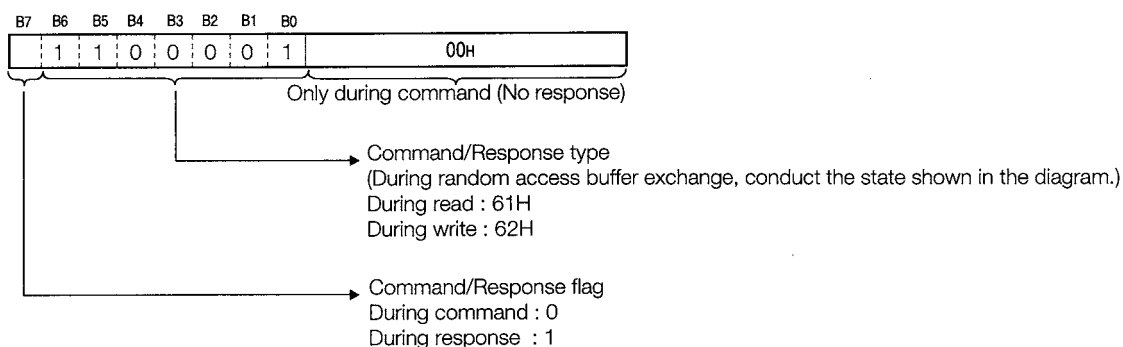 B7 B6 B5 B4 B3 B2 B1 B0
1 1 0 0 0 0 1 00H
Only during command (No response)
Command/Response type
(During random access buffer exchange, conduct the state shown in the diagram.)
During read : 61H
During write : 62H
Command/Response flag
During command : 0
During response : 1